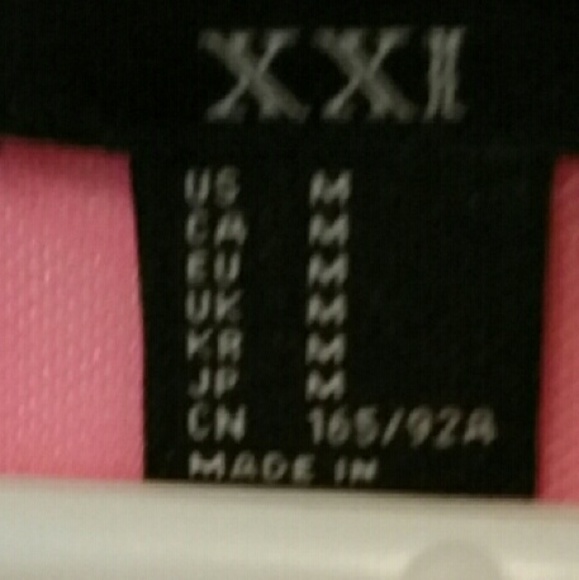 XXI
US M
CA M
EU M
UK M
KR M
JP M
CN 165/92A
MADE IN